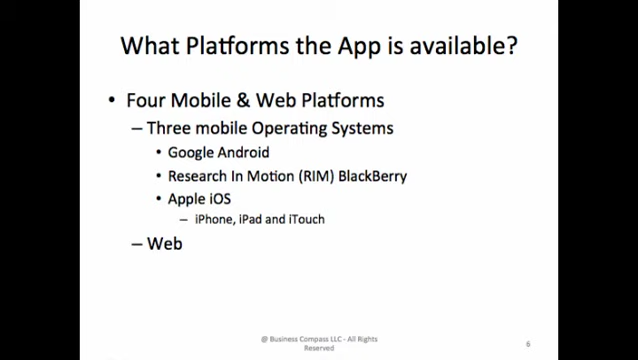 What Platforms the App is available?
• Four Mobile & Web Platforms
– Three mobile Operating Systems
• Google Android
• Research In Motion (RIM) BlackBerry
• Apple iOS
– iPhone, iPad and iTouch
– Web
@ Business Compass LLC - All Rights
Reserved
6